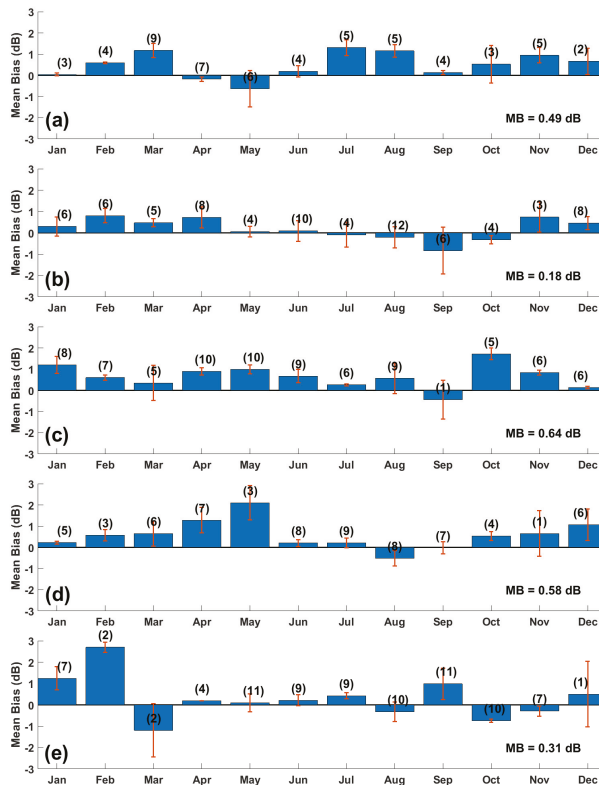 3
2
1
0
-1
-2
-3
Mean Bias (dB)
(3) (4) (9) (7) (6) (4) (5) (5) (4) (3) (5) (2)
(a)
MB = 0.49 dB
Jan Feb Mar Apr May Jun Jul Aug Sep Oct Nov Dec
3
2
1
0
-1
-2
-3
Mean Bias (dB)
(6) (6) (5) (8) (4) (10) (4) (12) (6) (4) (3) (8)
(b)
MB = 0.18 dB
Jan Feb Mar Apr May Jun Jul Aug Sep Oct Nov Dec
3
2
1
0
-1
-2
-3
Mean Bias (dB)
(8) (7) (5) (10) (10) (9) (6) (9) (1) (5) (6) (6)
(c)
MB = 0.64 dB
Jan Feb Mar Apr May Jun Jul Aug Sep Oct Nov Dec
3
2
1
0
-1
-2
-3
Mean Bias (dB)
(5) (3) (6) (7) (3) (8) (9) (8) (7) (4) (1) (6)
(d)
MB = 0.58 dB
Jan Feb Mar Apr May Jun Jul Aug Sep Oct Nov Dec
3
2
1
0
-1
-2
-3
Mean Bias (dB)
(7) (2) (2) (4) (11) (9) (9) (10) (11) (10) (7) (1)
(e)
MB = 0.31 dB
Jan Feb Mar Apr May Jun Jul Aug Sep Oct Nov Dec